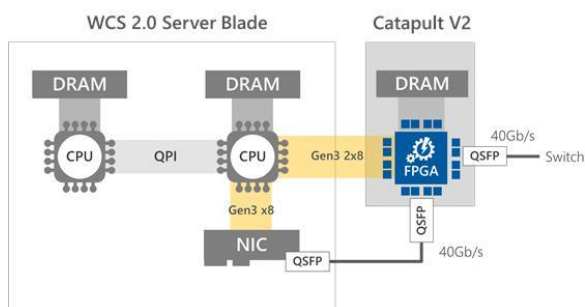 WCS 2.0 Server Blade
Catapult V2
DRAM
DRAM
DRAM
CPU
QPI
CPU
Gen3 2x8
FPGA
QSFP
40Gb/s
Switch
Gen3 x8
QSFP
40Gb/s
NIC
QSFP